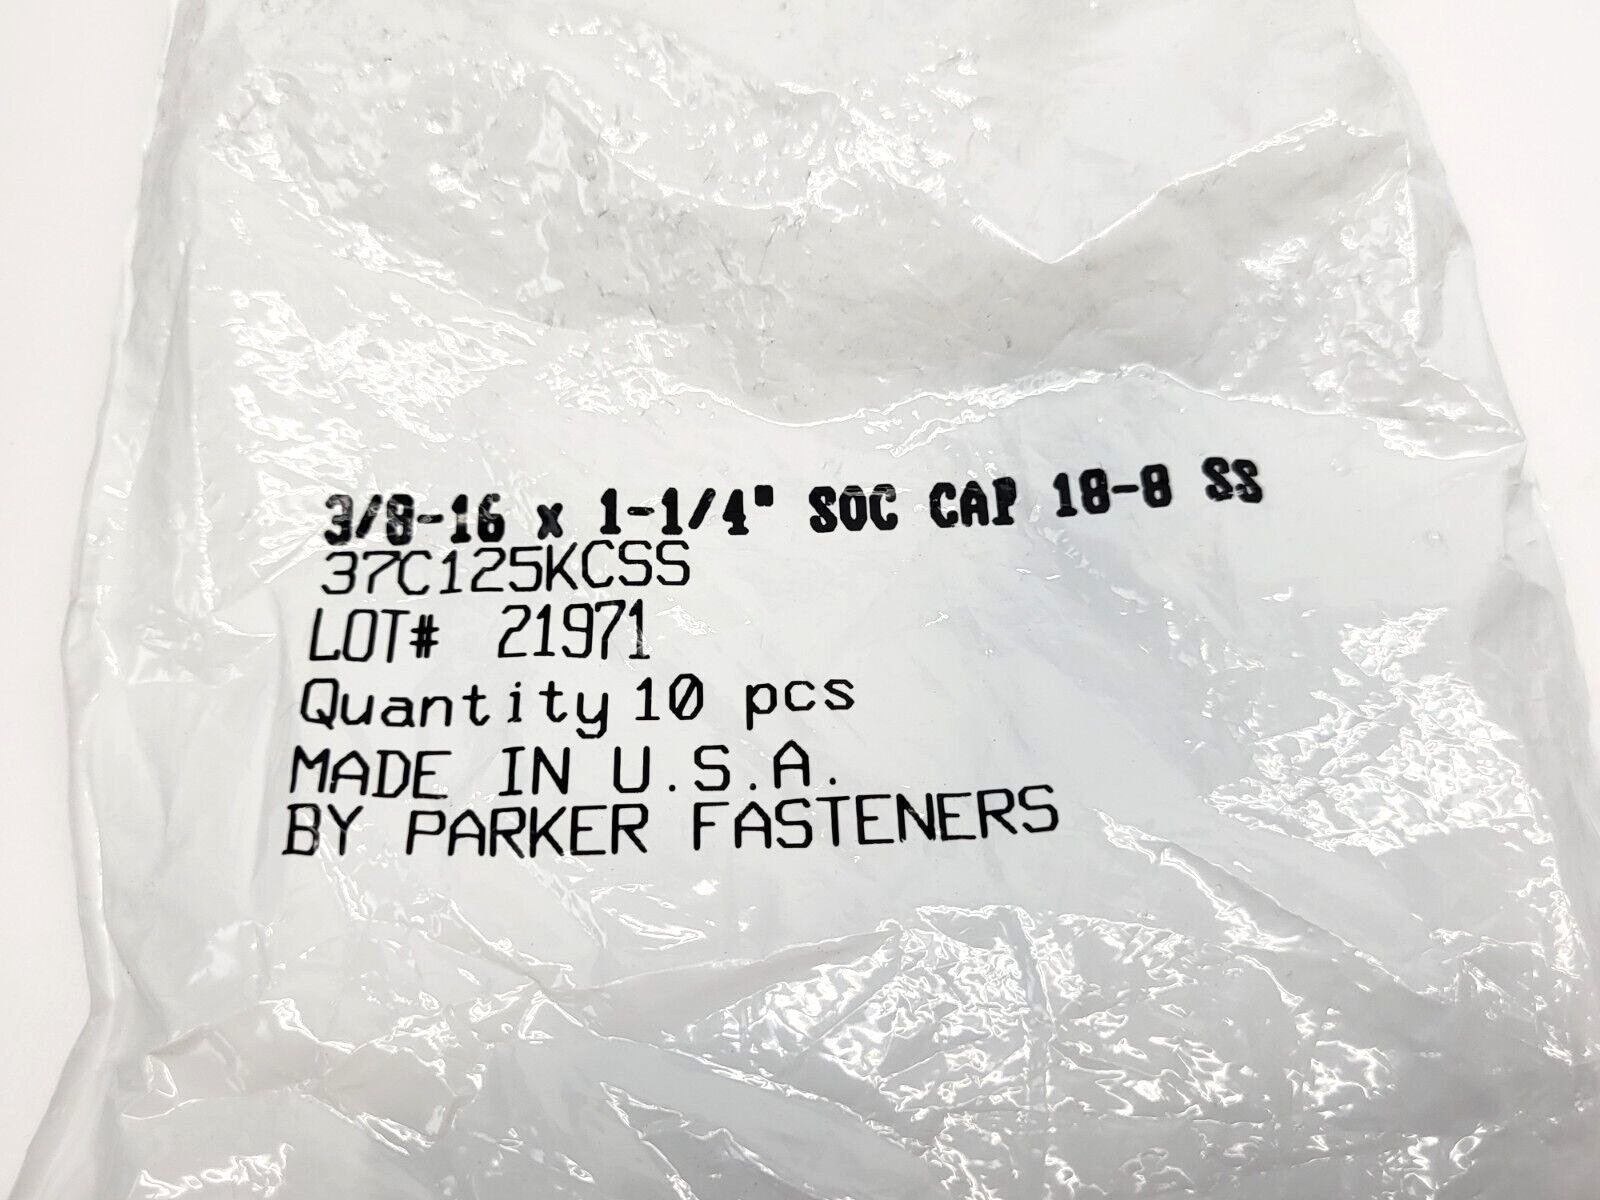 3/8-16 x 1-1/4" SOC CAP 18-8 SS
37C125KCSS
LOT# 21971
Quantity 10 pcs
MADE IN U.S.A.
BY PARKER FASTENERS